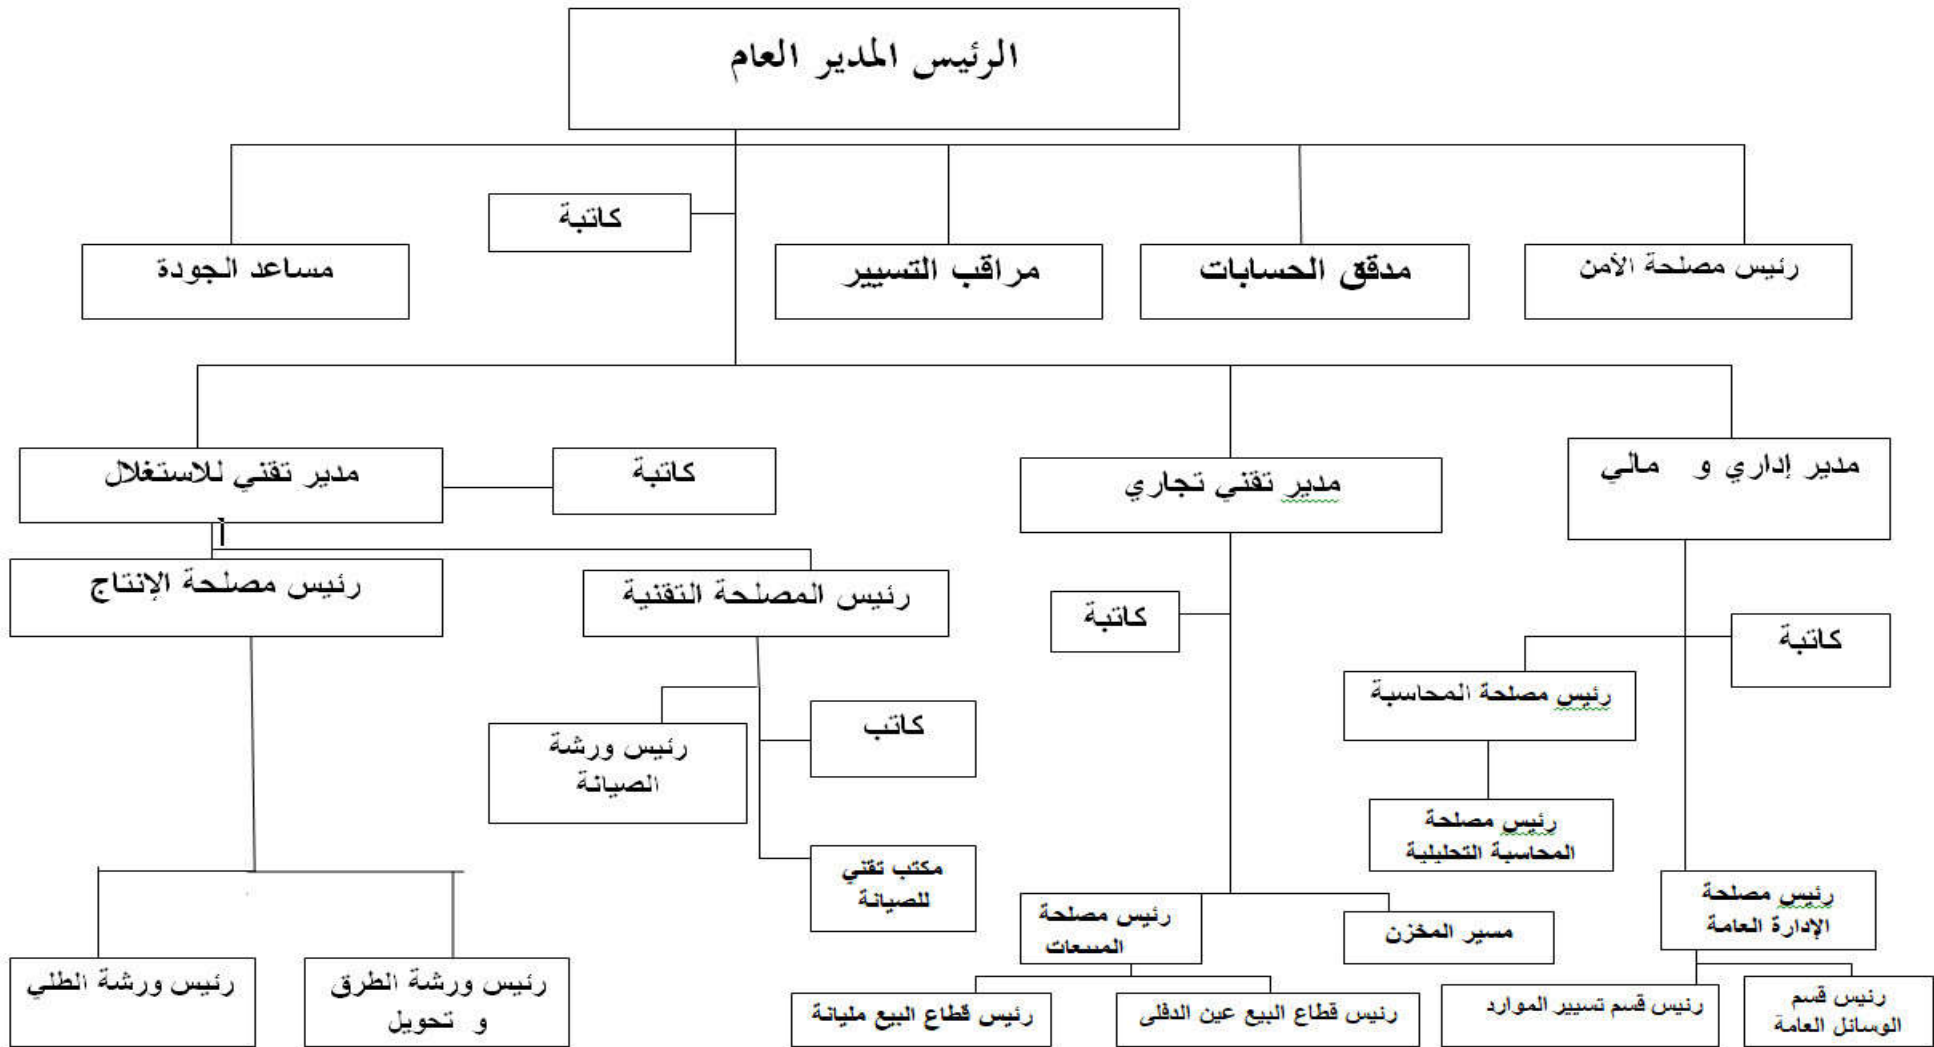 الرئيس المدير العام
كاتبة
رئيس مصلحة الأمن
مدقق الحسابات
مراقب التسيير
مساعد الجودة
مدير إداري و مالي
مدير تقني تجاري
كاتبة
مدير تقني للاستغلال
أ
رئيس المصلحة التقنية
رئيس مصلحة الإنتاج
كاتبة
كاتبة
رئيس مصلحة المحاسبة
كاتب
رئيس ورشة
الصيانة
رئيس مصلحة
المحاسبة التحليلية
مكتب تقني
للصيانة
رئيس مصلحة
الإدارة العامة
مسير المخزن
رئيس مصلحة
المبيعات
رئيس قسم
الوسائل العامة
رئيس قسم تسيير الموارد
رئيس قطاع البيع عين الدفلى
رئيس قطاع البيع مليانة
رئيس ورشة الطرق
و تحويل
رئيس ورشة الطلي